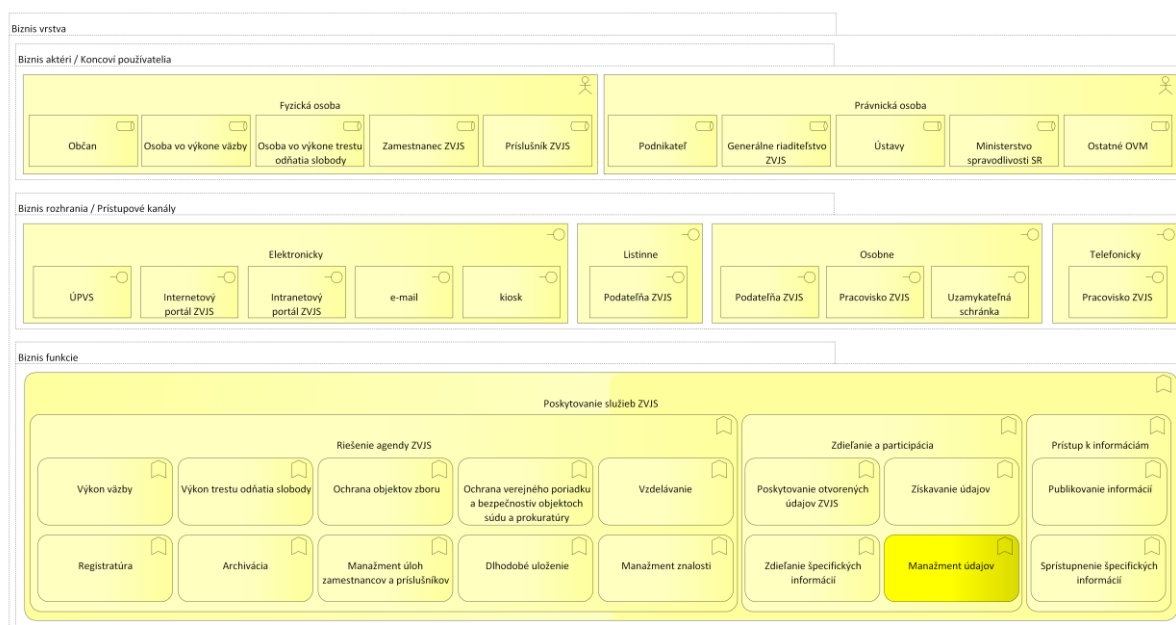 Biznis vrstva
Biznis aktéri / Koncoví používatelia
Fyzická osoba
Právnická osoba
Občan
Osoba vo výkone väzby
Osoba vo výkone trestu
odňatia slobody
Zamestnanec ZVJS
Príslušník ZVJS
Podnikateľ
Generálne riaditeľstvo
ZVJS
Ústavy
Ministerstvo
spravodlivosti SR
Ostatné OVM
Biznis rozhrania / Prístupové kanály
Elektronicky
Listinne
Osobne
Telefonicky
ÚPVS
Internetový
portál ZVJS
Intranetový
portál ZVJS
e-mail
kiosk
Podateľňa ZVJS
Podateľňa ZVJS
Pracovisko ZVJS
Uzamykateľná
schránka
Pracovisko ZVJS
Biznis funkcie
Poskytovanie služieb ZVJS
Riešenie agendy ZVJS
Zdieľanie a participácia
Prístup k informáciám
Výkon väzby
Výkon trestu odňatia slobody
Ochrana objektov zboru
Ochrana verejného poriadku
a bezpečnostiv objektoch
súdu a prokuratúry
Vzdelávanie
Poskytovanie otvorených
údajov ZVJS
Získavanie údajov
Publikovanie informácií
Registratúra
Archivácia
Manažment úloh
zamestnancov a príslušníkov
Dlhodobé uloženie
Manažment znalosti
Zdieľanie špecifických
informácií
Manažment údajov
Sprístupnenie špecifických
informácií